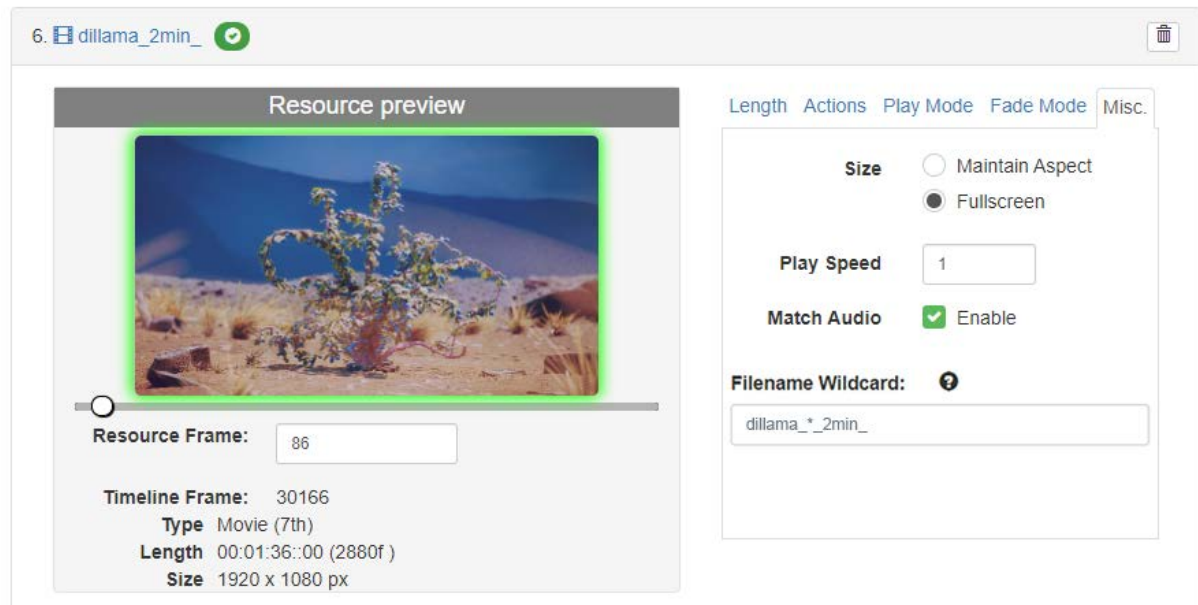 6. dillama_2min_
Resource preview
Resource Frame: 86
Timeline Frame: 30166
Type Movie (7th)
Length 00:01:36::00 (2880f )
Size 1920 x 1080 px
Length Actions Play Mode Fade Mode Misc.
Size Maintain Aspect
Fullscreen
Play Speed 1
Match Audio Enable
Filename Wildcard:
dillama_*_2min_